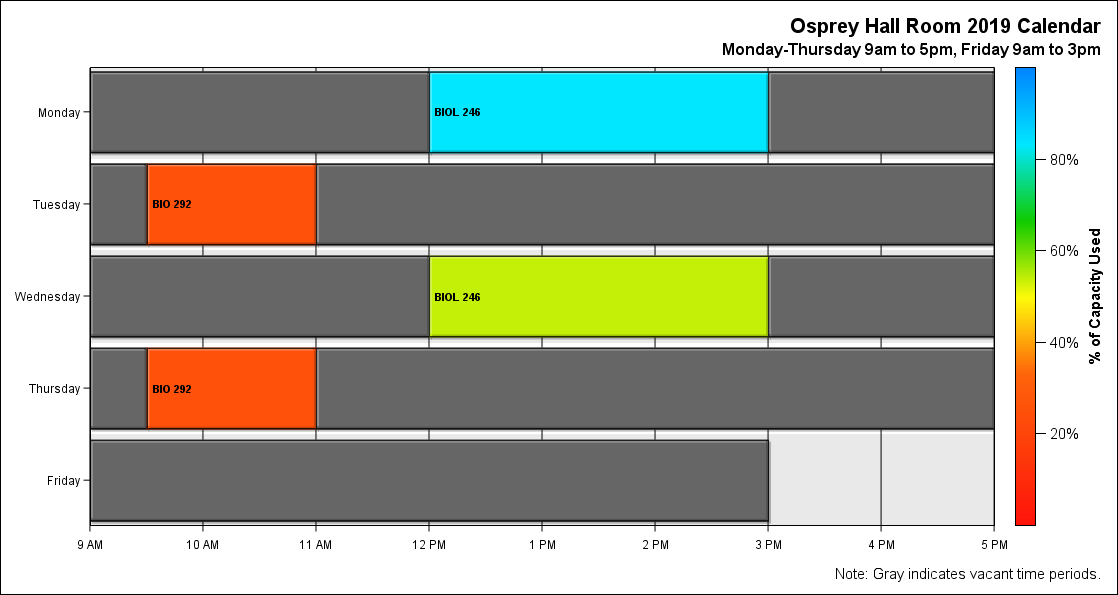 Osprey Hall Room 2019 Calendar
Monday-Thursday 9am to 5pm, Friday 9am to 3pm
Monday
BIOL 246
80%
Tuesday
BIO 292
60%
Wednesday
BIOL 246
% of Capacity Used
40%
Thursday
BIO 292
20%
Friday
9 AM 10 AM 11 AM 12 PM 1 PM 2 PM 3 PM 4 PM 5 PM
Note: Gray indicates vacant time periods.